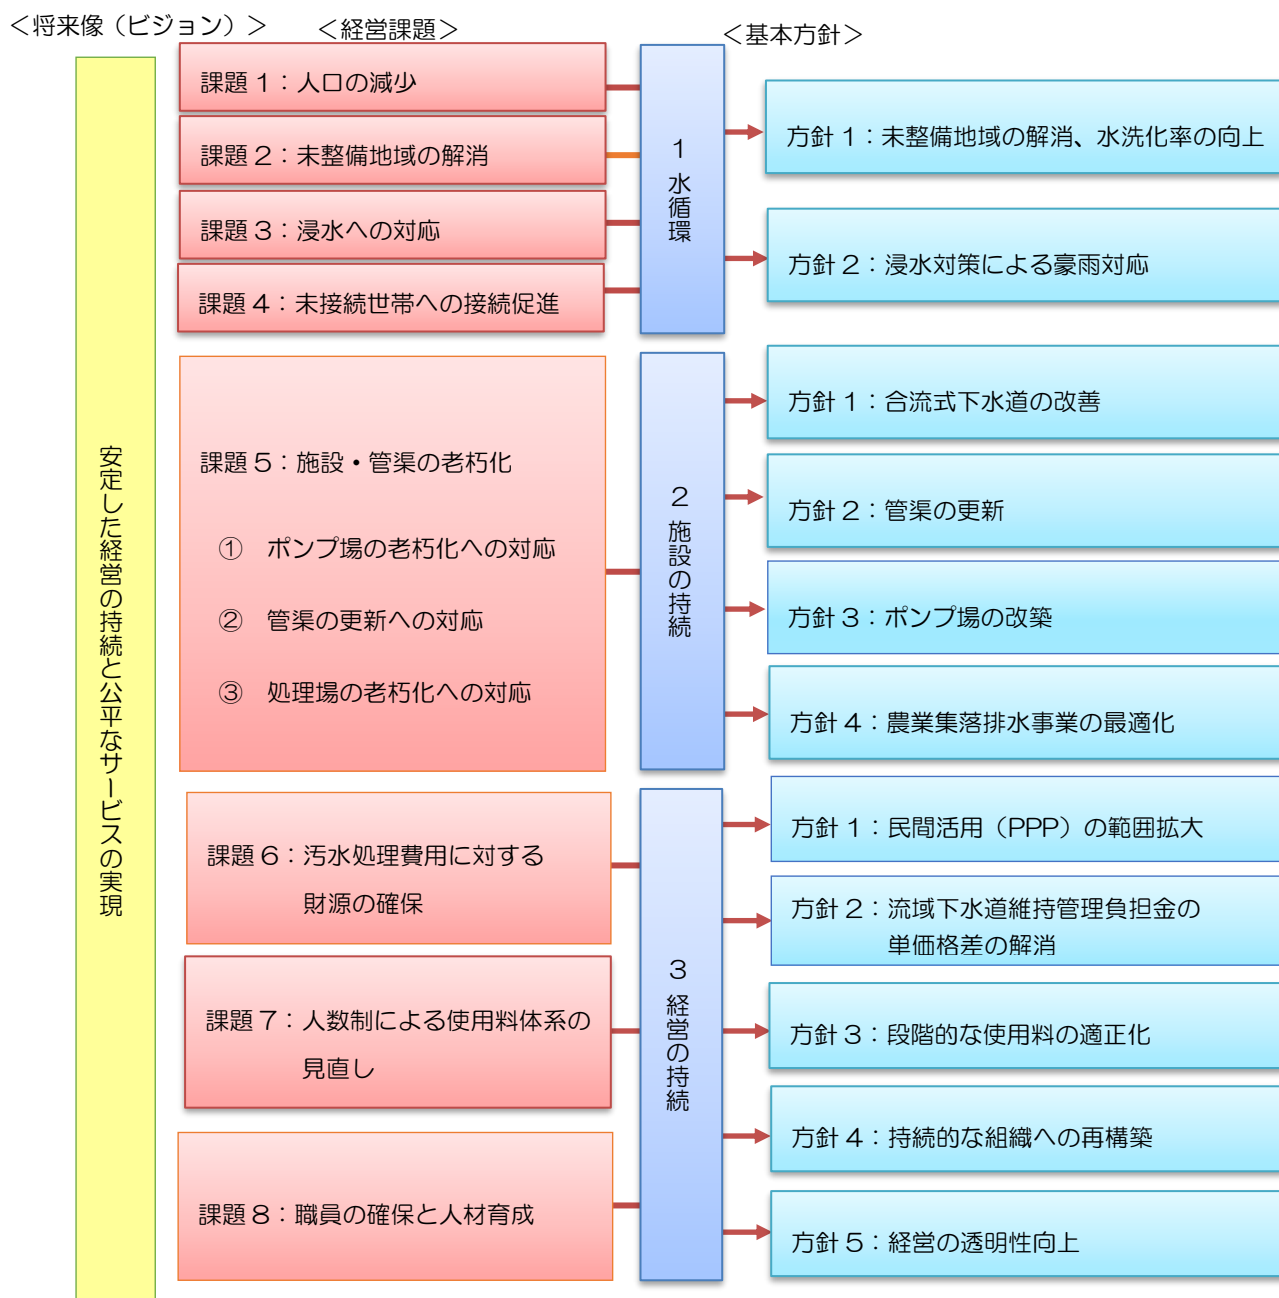 ＜将来像（ビジョン）＞
＜経営課題＞
＜基本方針＞
安定した経営の持続と公平なサービスの実現
課題１：人口の減少
課題２：未整備地域の解消
課題３：浸水への対応
課題４：未接続世帯への接続促進
１ 水循環
方針１：未整備地域の解消、水洗化率の向上
方針２：浸水対策による豪雨対応
課題５：施設・管渠の老朽化
① ポンプ場の老朽化への対応
② 管渠の更新への対応
③ 処理場の老朽化への対応
２ 施設の持続
方針１：合流式下水道の改善
方針２：管渠の更新
方針３：ポンプ場の改築
方針４：農業集落排水事業の最適化
課題６：汚水処理費用に対する
財源の確保
課題７：人数制による使用料体系の
見直し
課題８：職員の確保と人材育成
３ 経営の持続
方針１：民間活用（PPP）の範囲拡大
方針２：流域下水道維持管理負担金の
単価格差の解消
方針３：段階的な使用料の適正化
方針４：持続的な組織への再構築
方針５：経営の透明性向上